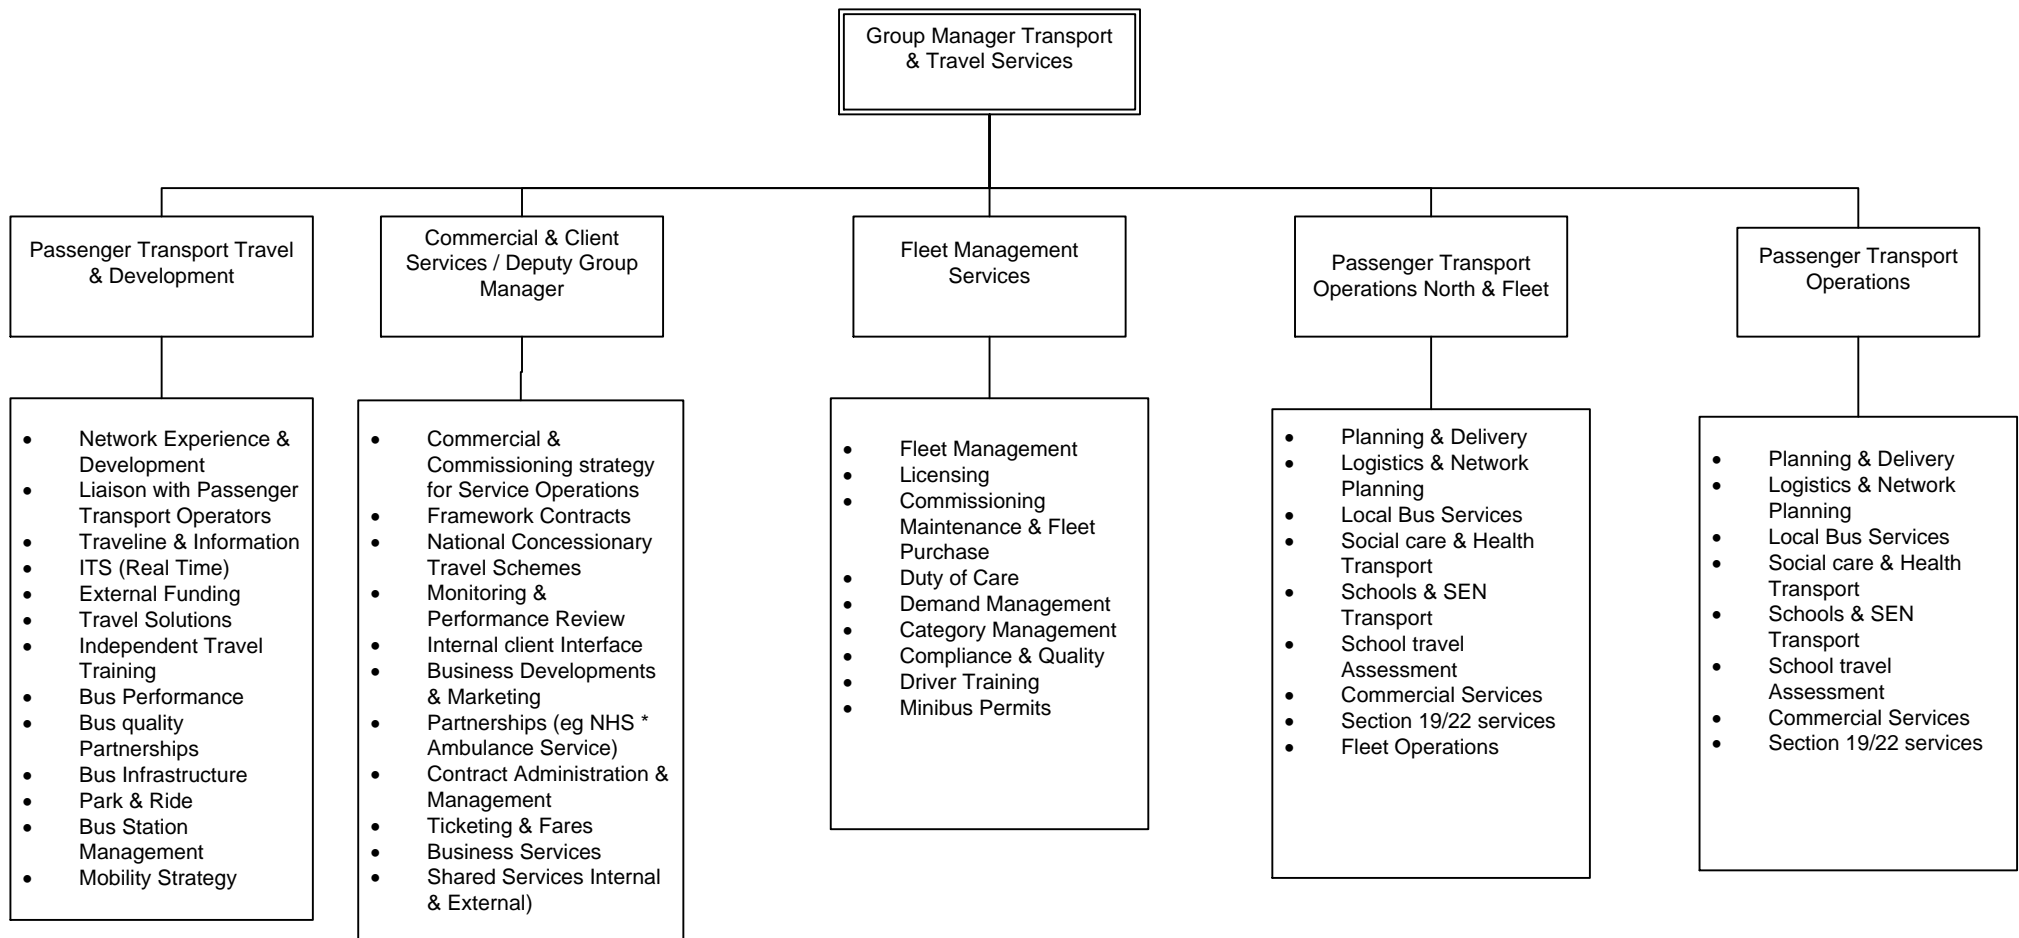 Group Manager Transport
& Travel Services
Passenger Transport Travel
& Development
Commercial & Client
Services / Deputy Group
Manager
Fleet Management
Services
Passenger Transport
Operations North & Fleet
Passenger Transport
Operations
• Network Experience &
Development
• Liaison with Passenger
Transport Operators
• Traveline & Information
• ITS (Real Time)
• External Funding
• Travel Solutions
• Independent Travel
Training
• Bus Performance
• Bus quality
Partnerships
• Bus Infrastructure
• Park & Ride
• Bus Station
Management
• Mobility Strategy
• Commercial &
Commissioning strategy
for Service Operations
• Framework Contracts
• National Concessionary
Travel Schemes
• Monitoring &
Performance Review
• Internal client Interface
• Business Developments
& Marketing
• Partnerships (eg NHS *
Ambulance Service)
• Contract Administration &
Management
• Ticketing & Fares
• Business Services
• Shared Services Internal
& External)
• Fleet Management
• Licensing
• Commissioning
Maintenance & Fleet
Purchase
• Duty of Care
• Demand Management
• Category Management
• Compliance & Quality
• Driver Training
• Minibus Permits
• Planning & Delivery
• Logistics & Network
Planning
• Local Bus Services
• Social care & Health
Transport
• Schools & SEN
Transport
• School travel
Assessment
• Commercial Services
• Section 19/22 services
• Fleet Operations
• Planning & Delivery
• Logistics & Network
Planning
• Local Bus Services
• Social care & Health
Transport
• Schools & SEN
Transport
• School travel
Assessment
• Commercial Services
• Section 19/22 services